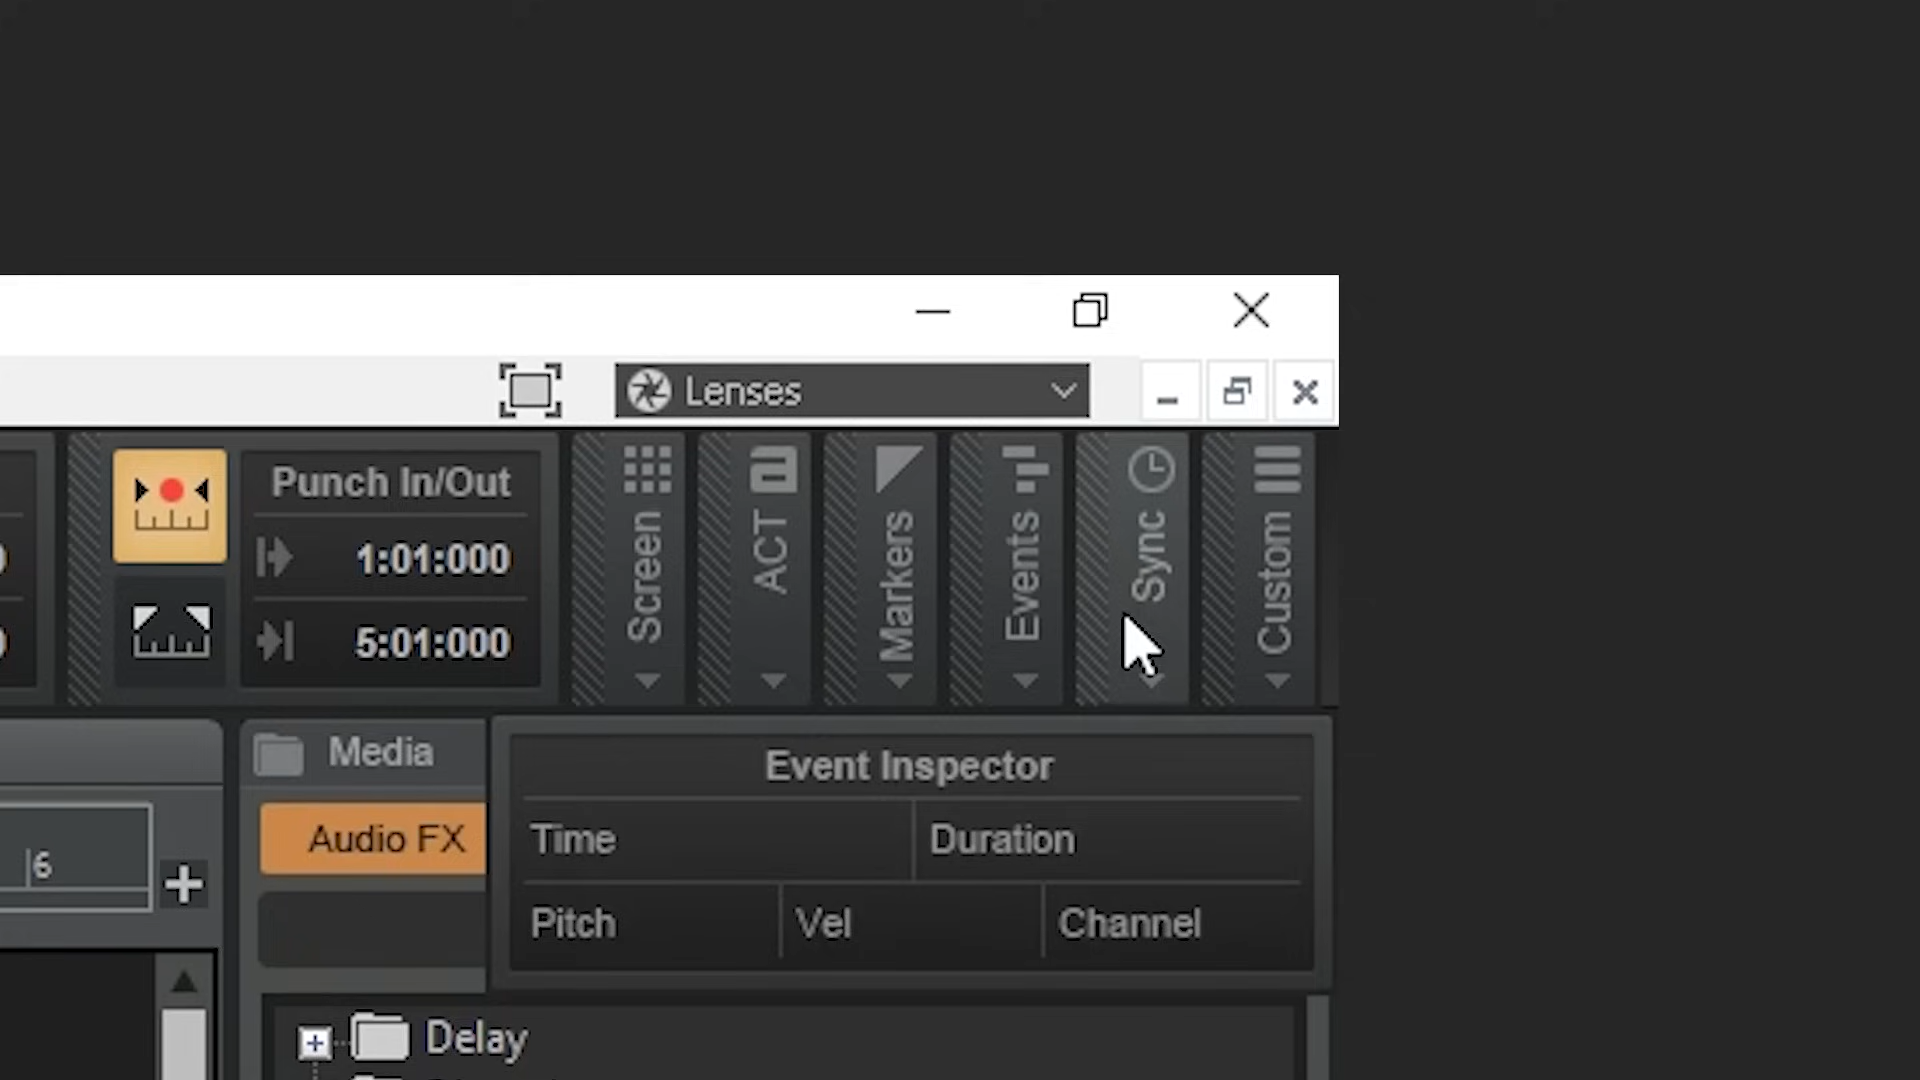 Lenses
Punch In/Out
1:01:000
5:01:000
Screen
ACT
Markers
Events
Sync
Custom
Media
Audio FX
6
Event Inspector
Time
Duration
Pitch
Vel
Channel
Delay